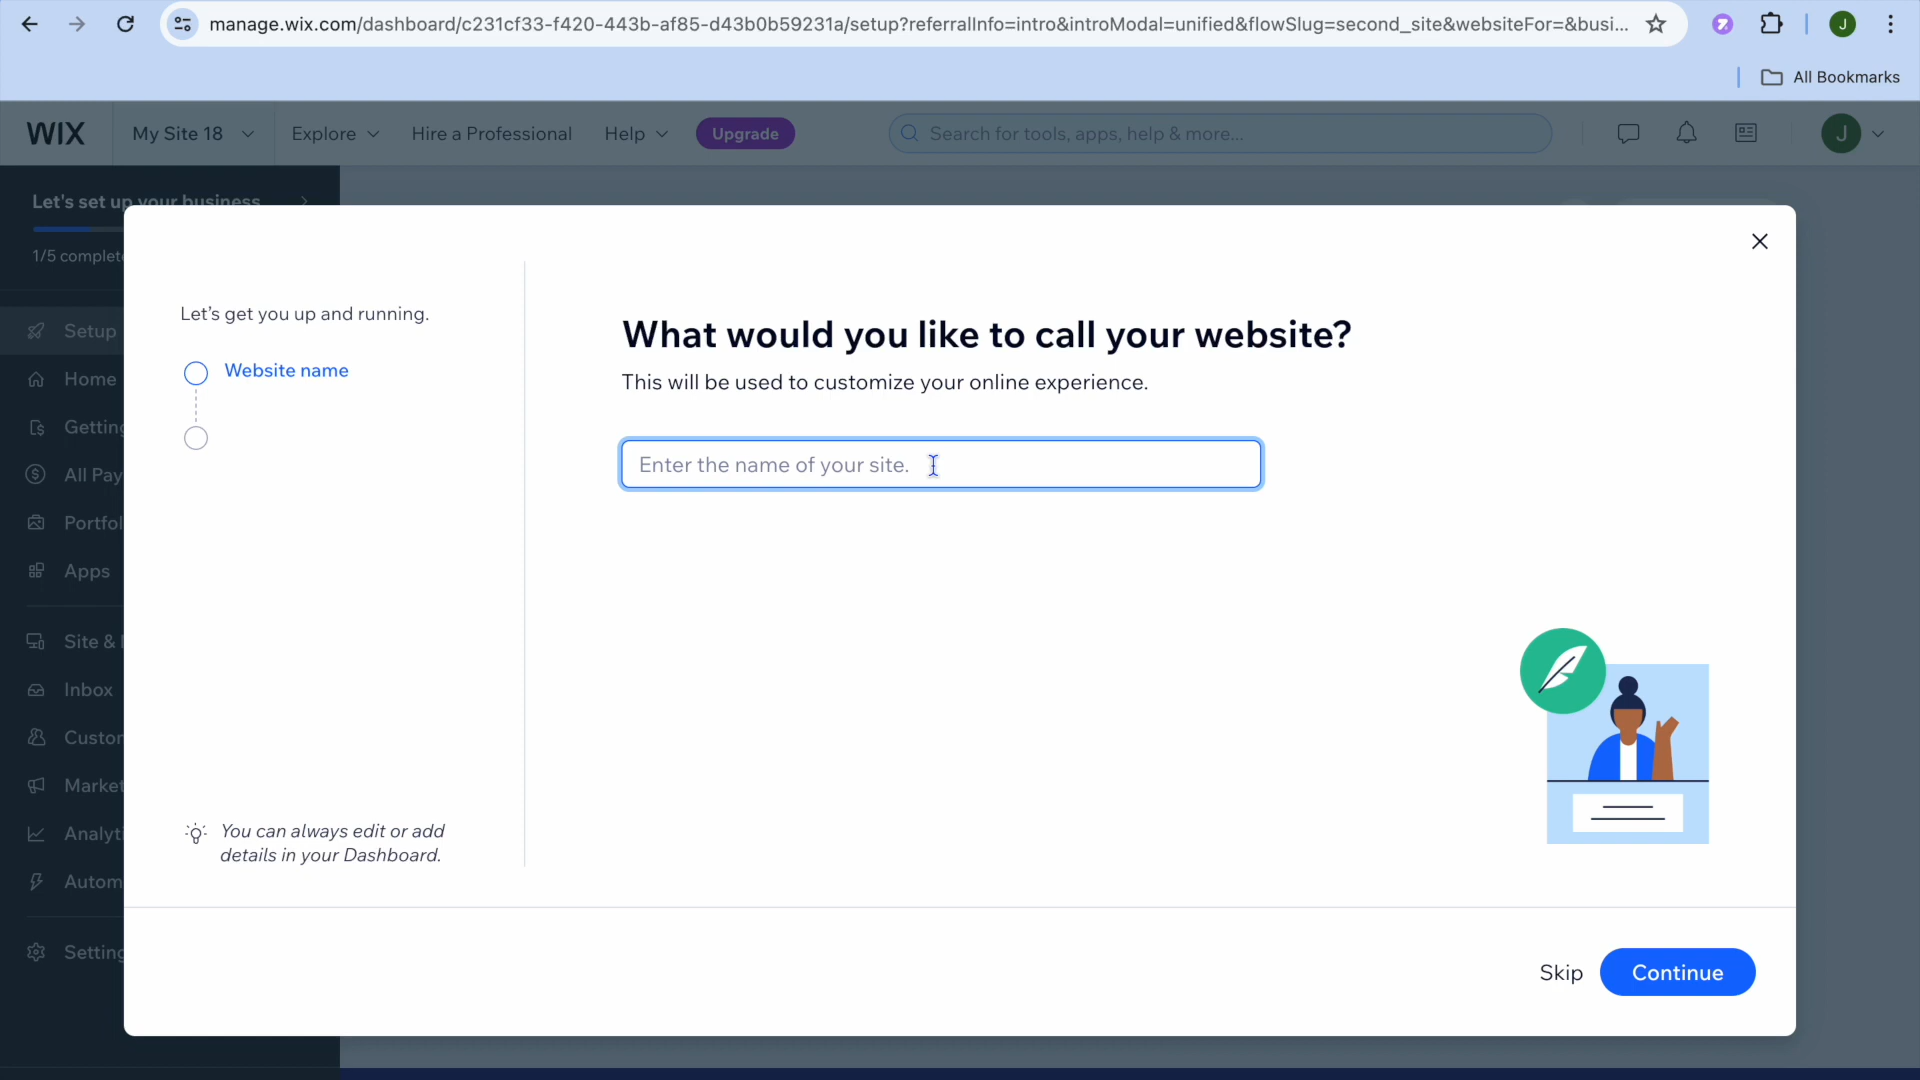 manage.wix.com/dashboard/c231cf33-f420-443b-af85-d43b0b59231a/setup?referralInfo=intro&introModal=unified&flowSlug=second_site&websiteFor=&busi...
J
All Bookmarks
WIX
My Site 18
Explore
Hire a Professional
Help
Upgrade
Search for tools, apps, help & more...
J
Let's set up your business
1/5 complete
Setup
Home
Getting
All Pay
Portfol
Apps
Site &
Inbox
Custor
Market
Analyti
Autom
Setting
Let's get you up and running.
Website name
You can always edit or add
details in your Dashboard.
What would you like to call your website?
This will be used to customize your online experience.
Enter the name of your site.
Skip
Continue